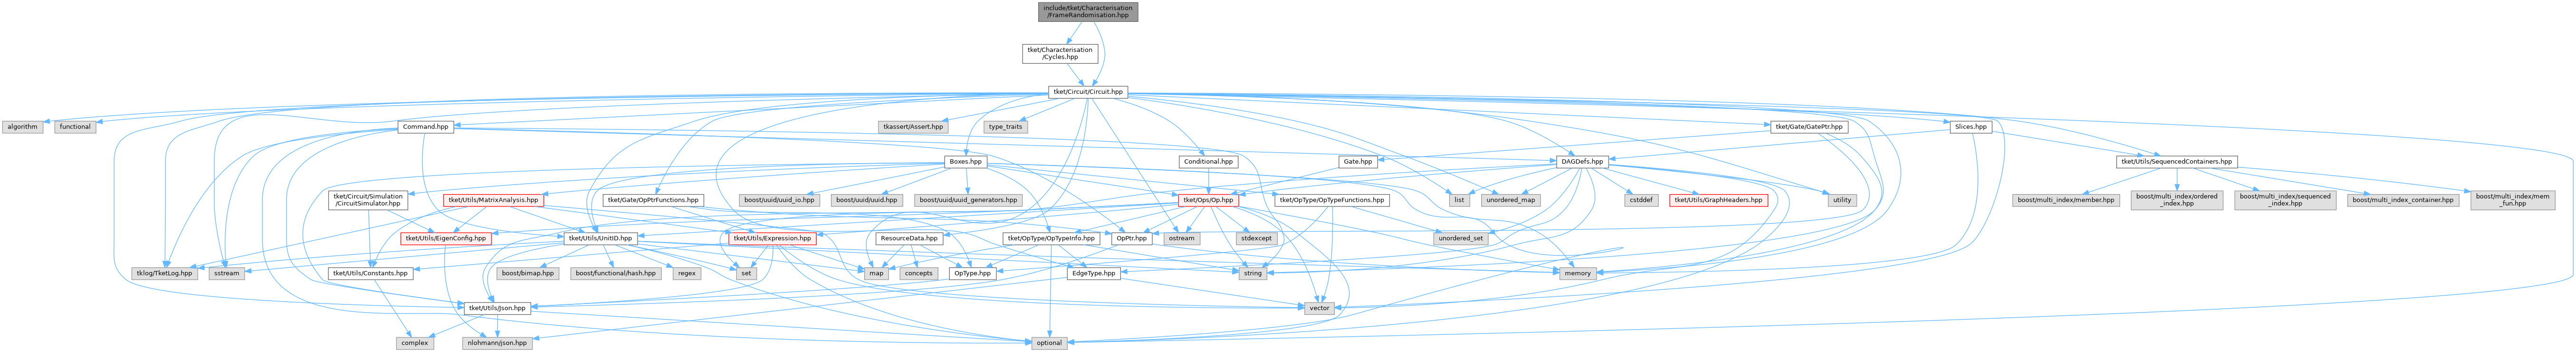 include/tket/Characterisation
/FrameRandomisation.hpp
tket/Characterisation
/Cycles.hpp
tket/Circuit/Circuit.hpp
algorithm
functional
Command.hpp
tkassert/Assert.hpp
type_traits
tket/Gate/GatePtr.hpp
Slices.hpp
Boxes.hpp
Conditional.hpp
Gate.hpp
DAGDefs.hpp
tket/Utils/SequencedContainers.hpp
tket/Circuit/Simulation
/CircuitSimulator.hpp
tket/Utils/MatrixAnalysis.hpp
tket/Gate/OpPtrFunctions.hpp
boost/uuid/uuid_io.hpp
boost/uuid/uuid.hpp
boost/uuid/uuid_generators.hpp
tket/Ops/Op.hpp
tket/OpType/OpTypeFunctions.hpp
list
unordered_map
cstddef
tket/Utils/GraphHeaders.hpp
utility
boost/multi_index/member.hpp
boost/multi_index/ordered
_index.hpp
boost/multi_index/sequenced
_index.hpp
boost/multi_index_container.hpp
boost/multi_index/mem
_fun.hpp
tket/Utils/EigenConfig.hpp
tket/Utils/UnitID.hpp
tket/Utils/Expression.hpp
ResourceData.hpp
tket/OpType/OpTypeInfo.hpp
OpPtr.hpp
ostream
stdexcept
unordered_set
tklog/TketLog.hpp
sstream
tket/Utils/Constants.hpp
boost/bimap.hpp
boost/functional/hash.hpp
regex
set
map
concepts
OpType.hpp
EdgeType.hpp
string
memory
tket/Utils/Json.hpp
vector
complex
nlohmann/json.hpp
optional